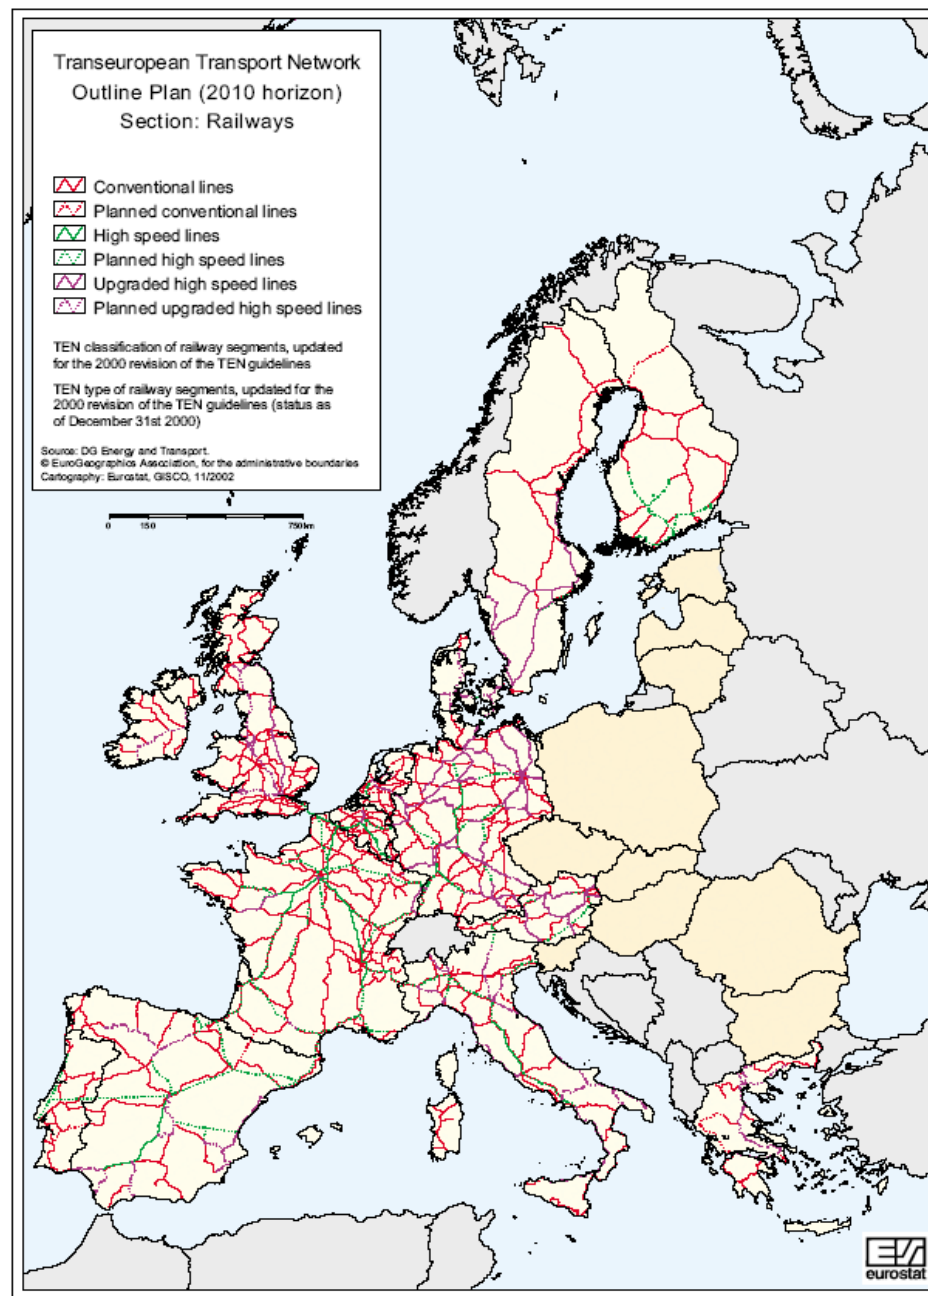 Transeuropean Transport Network
Outline Plan (2010 horizon)
Section: Railways
Conventional lines
Planned conventional lines
High speed lines
Planned high speed lines
Upgraded high speed lines
Planned upgraded high speed lines
TEN classification of railway segments, updated
for the 2000 revision of the TEN guidelines
TEN type of railway segments, updated for the
2000 revision of the TEN guidelines (status as
of December 31st 2000)
Source: DG Energy and Transport.
© EuroGeographics Association, for the administrative boundaries
Cartography: Eurostat, GISCO, 11/2002
0 150 750 km
eurostat